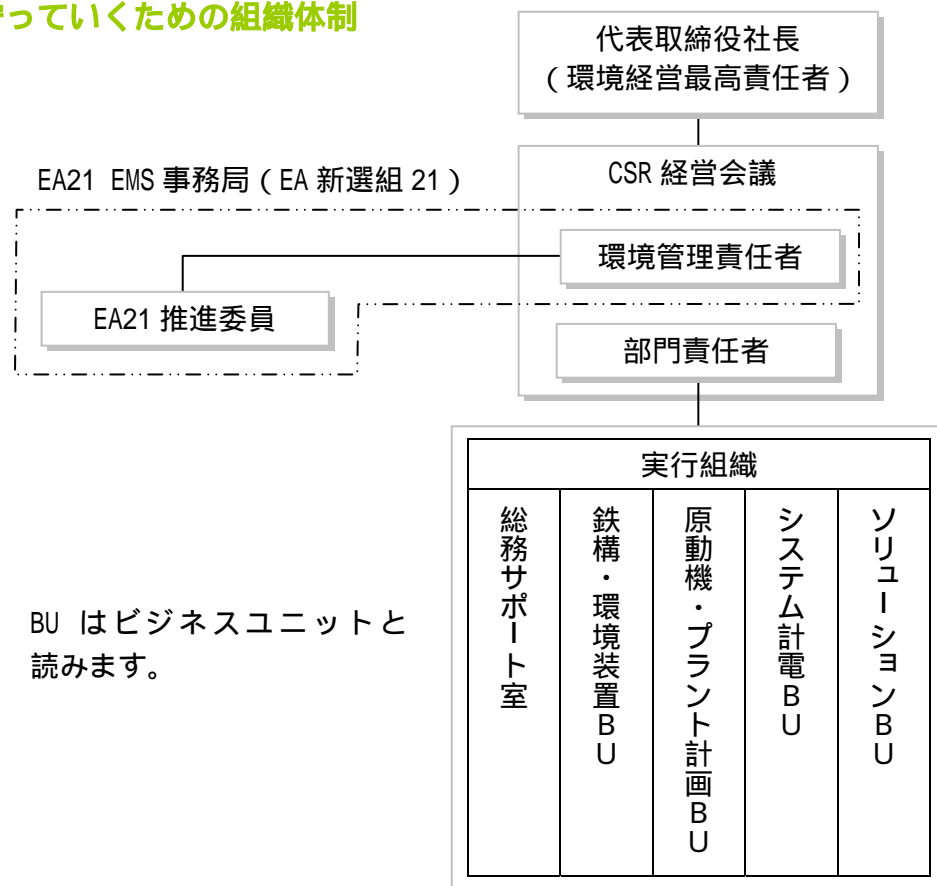 守っていくための組織体制
代表取締役社長
（環境経営最高責任者）
EA21 EMS 事務局（EA 新選組 21）
CSR 経営会議
環境管理責任者
EA21 推進委員
部門責任者
実行組織
総務サポート室
鉄構・環境装置BU
原動機・プラント計画BU
システム計電BU
ソリューションBU
BU はビジネスユニットと
読みます。